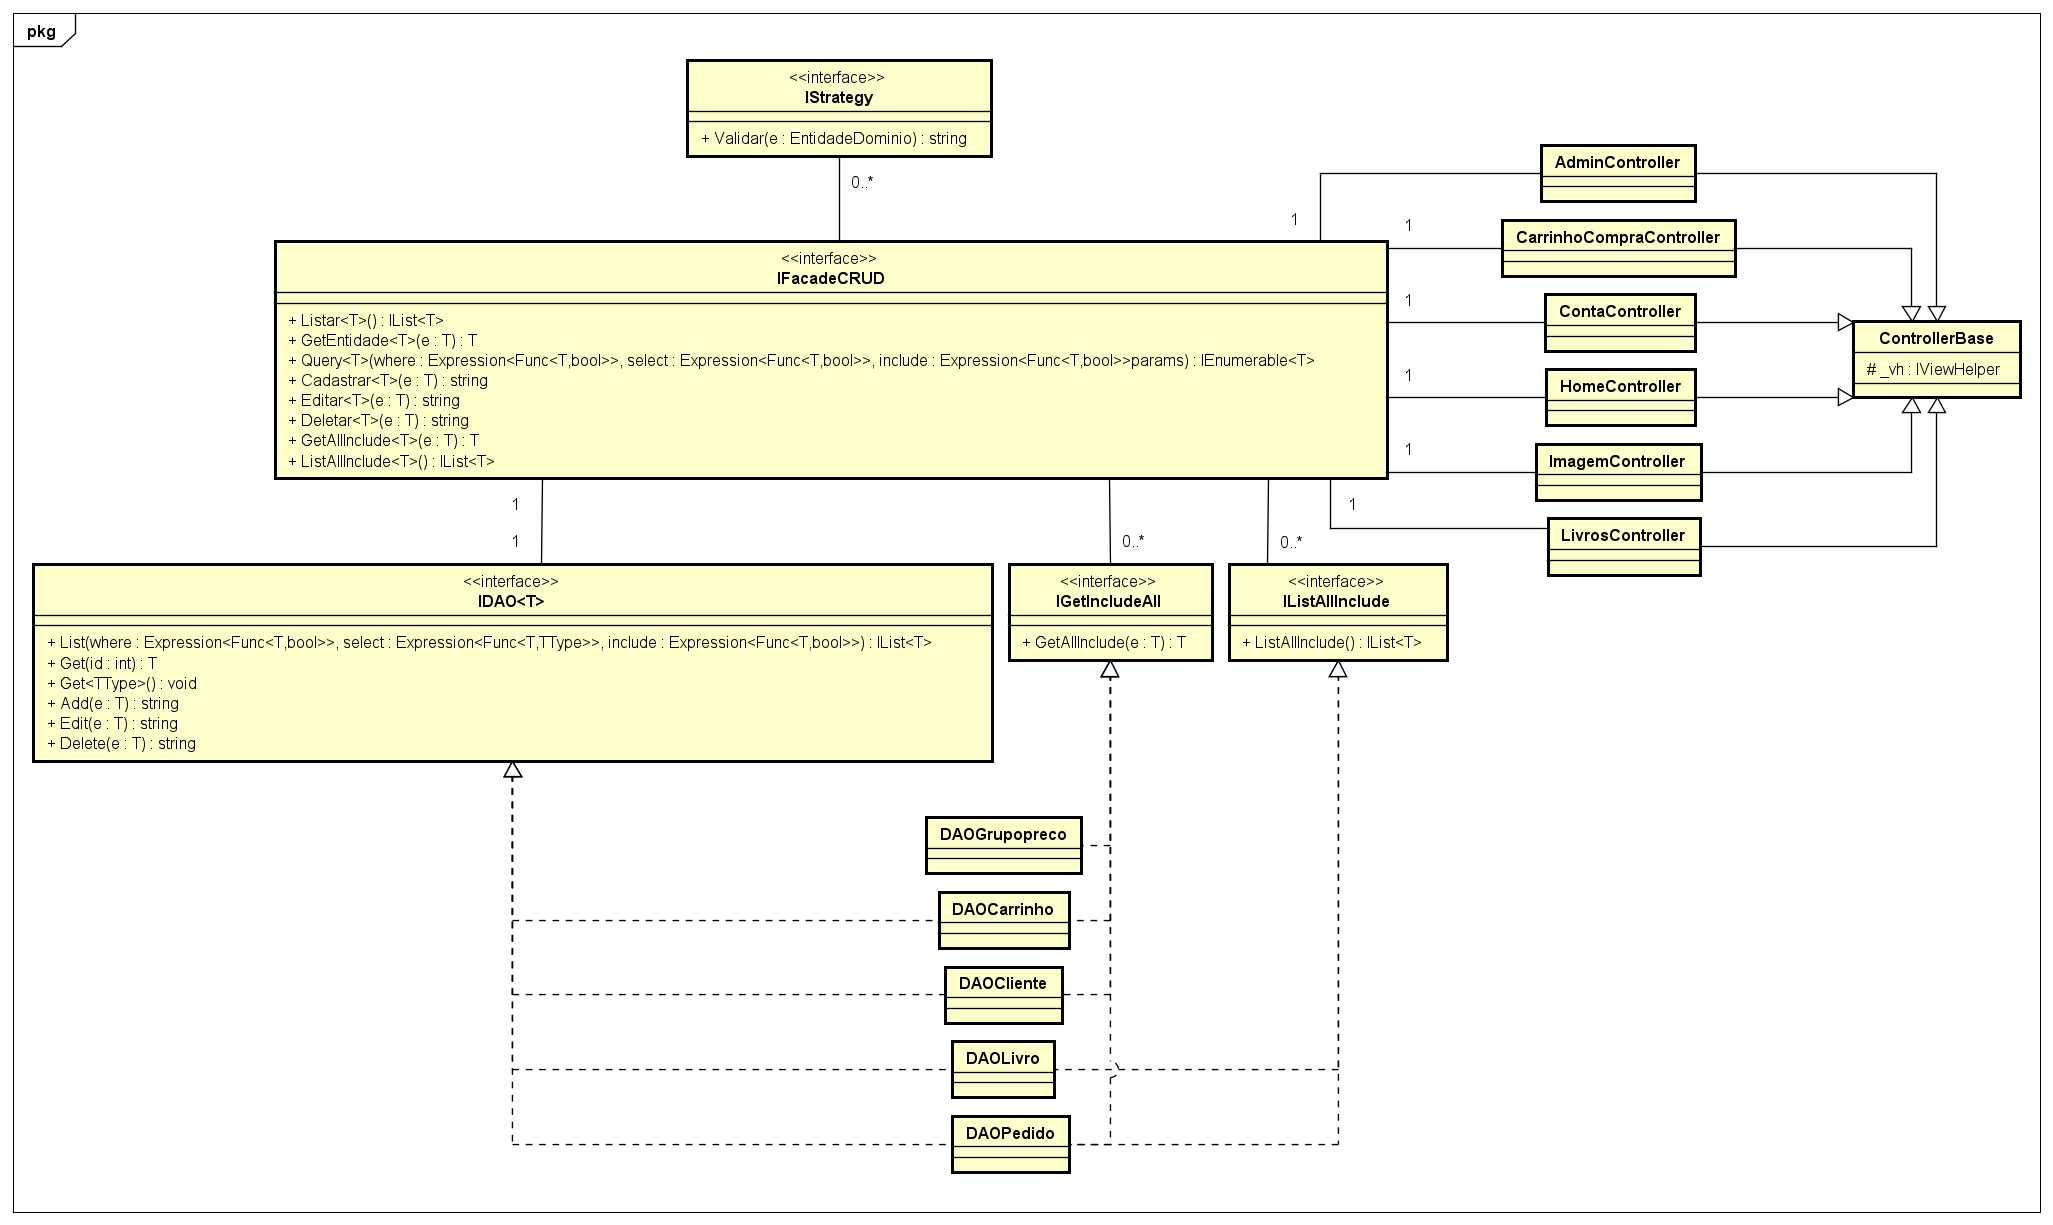 pkg
<<interface>>
IStrategy
+ Validar(e : EntidadeDominio) : string
0..*
<<interface>>
IFacadeCRUD
+ Listar<T>() : IList<T>
+ GetEntidade<T>(e : T) : T
+ Query<T>(where : Expression<Func<T,bool>>, select : Expression<Func<T,bool>>, include : Expression<Func<T,bool>>params) : IEnumerable<T>
+ Cadastrar<T>(e : T) : string
+ Editar<T>(e : T) : string
+ Deletar<T>(e : T) : string
+ GetAllInclude<T>(e : T) : T
+ ListAllInclude<T>() : IList<T>
1
AdminController
1
CarrinhoCompraController
1
ContaController
1
HomeController
1
ImagemController
1
LivrosController
ControllerBase
# _vh : IViewHelper
1
1
0..*
0..*
<<interface>>
IDAO<T>
+ List(where : Expression<Func<T,bool>>, select : Expression<Func<T,TType>>, include : Expression<Func<T,bool>>) : IList<T>
+ Get(id : int) : T
+ Get<TType>() : void
+ Add(e : T) : string
+ Edit(e : T) : string
+ Delete(e : T) : string
<<interface>>
IGetIncludeAll
+ GetAllInclude(e : T) : T
<<interface>>
IListAllInclude
+ ListAllInclude() : IList<T>
DAOGrupopreco
DAOCarrinho
DAOCliente
DAOLivro
DAOPedido